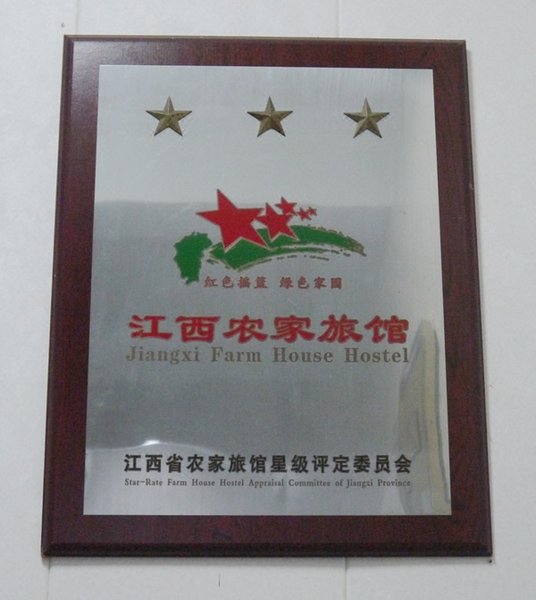 红色摇篮 绿色家园
江西农家旅馆
Jiangxi Farm House Hostel
江西省农家旅馆星级评定委员会
Star-Rate Farm House Hostel Appraisal Committee of Jiangxi Province